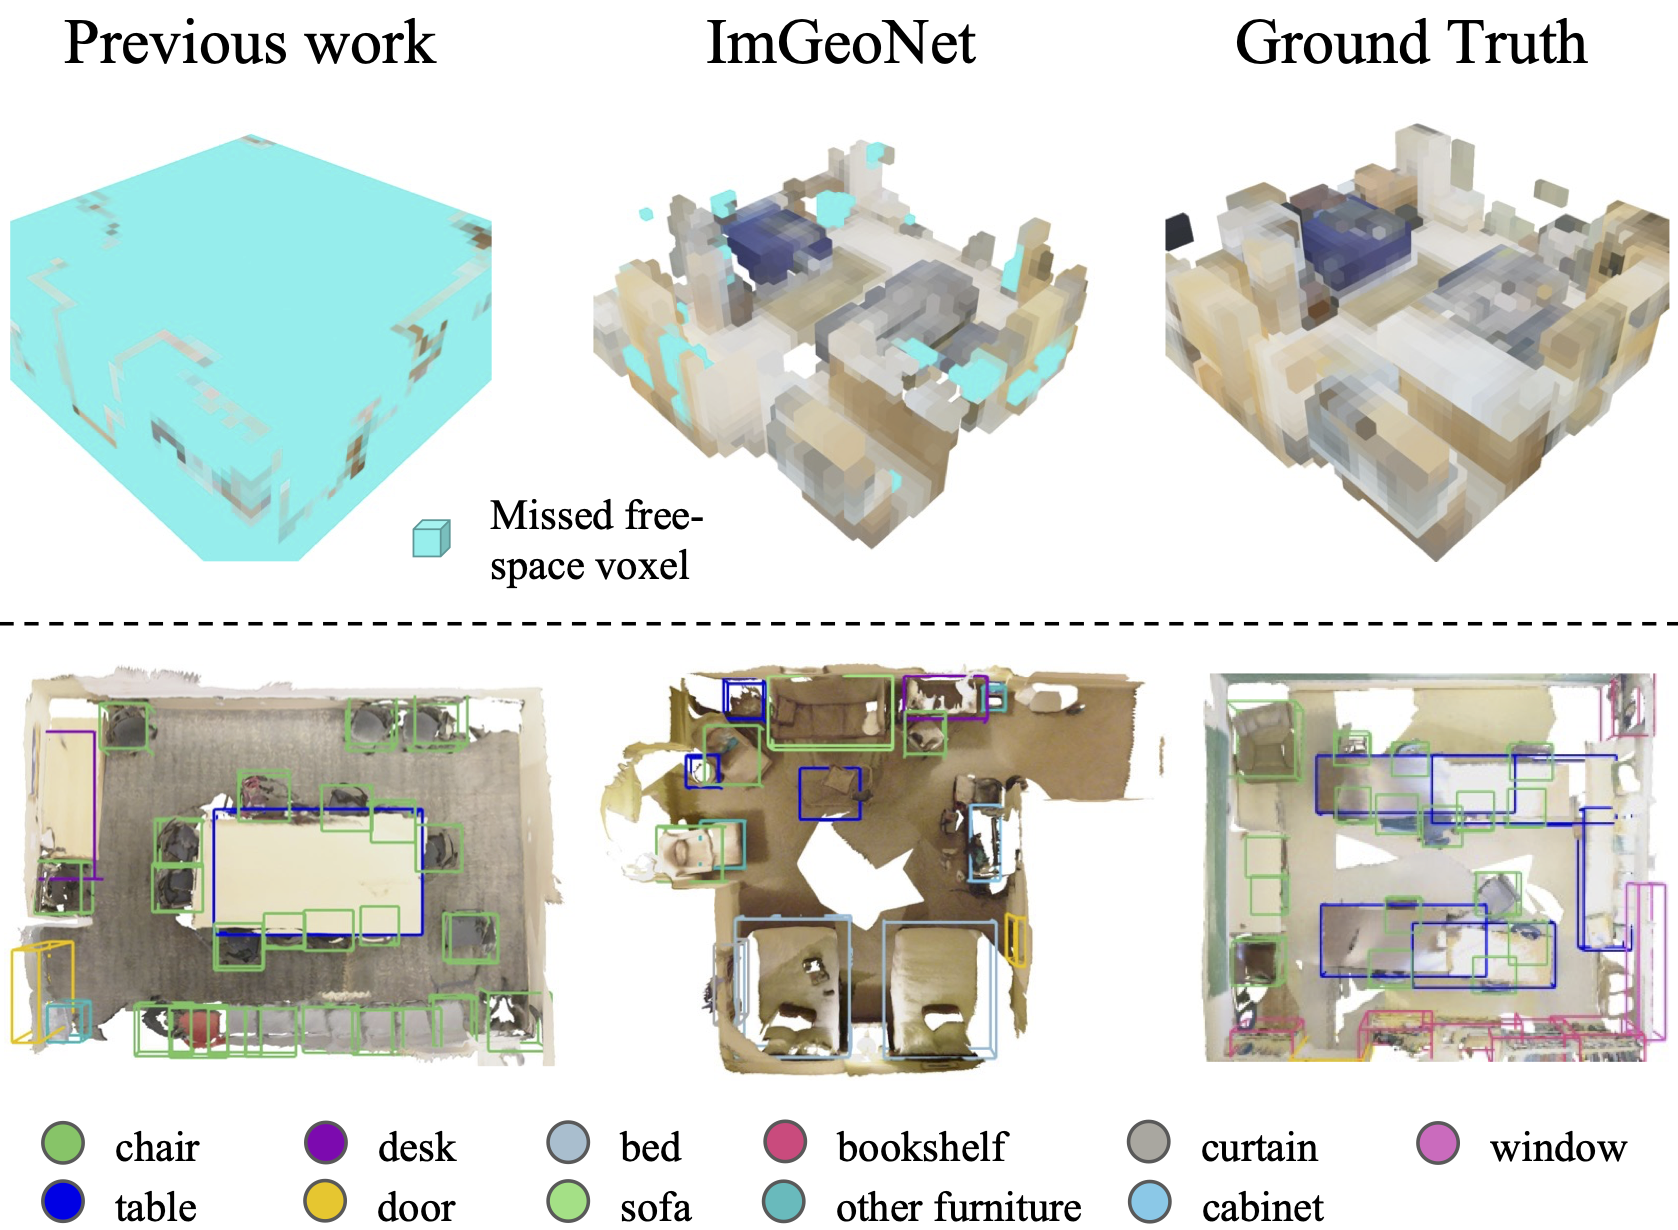 Previous work
ImGeoNet
Ground Truth
Missed free-
space voxel
chair
desk
bed
bookshelf
curtain
window
table
door
sofa
other furniture
cabinet